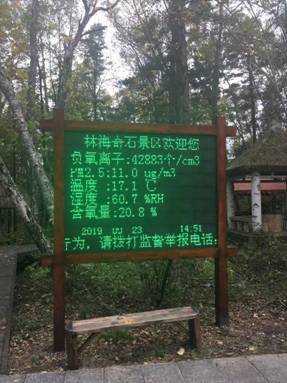 林海奇石景区欢迎您
负氧离子:42883个/cm3
PM2.5:11.0 ug/m3
温度 :17.1 ℃
湿度 :60.7 %RH
含氧量:20.8 %
2019 23 14:51
行为，请拨打监督举报电话: